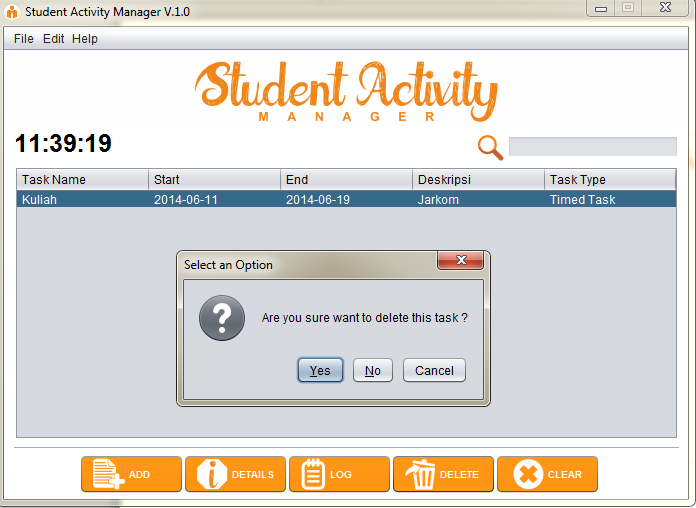 Student Activity Manager V.1.0
File Edit Help
Student Activity
MANAGER
11:39:19
Task Name Start End Deskripsi Task Type
Kuliah 2014-06-11 2014-06-19 Jarkom Timed Task
Select an Option
Are you sure want to delete this task ?
Yes No Cancel
ADD DETAILS LOG DELETE CLEAR